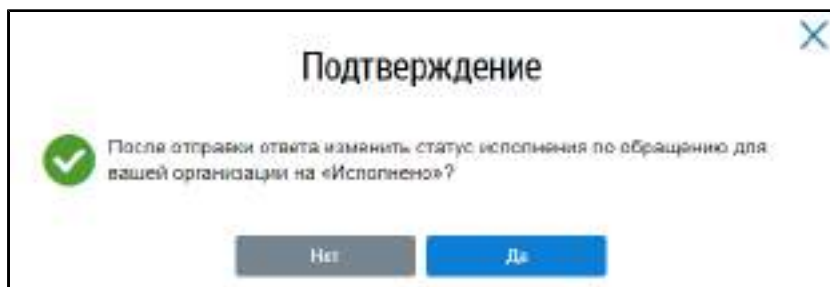 Подтверждение
После отправки ответа изменить статус исполнения по обращению для
вашей организации на «Исполнено»?
Нет
Да